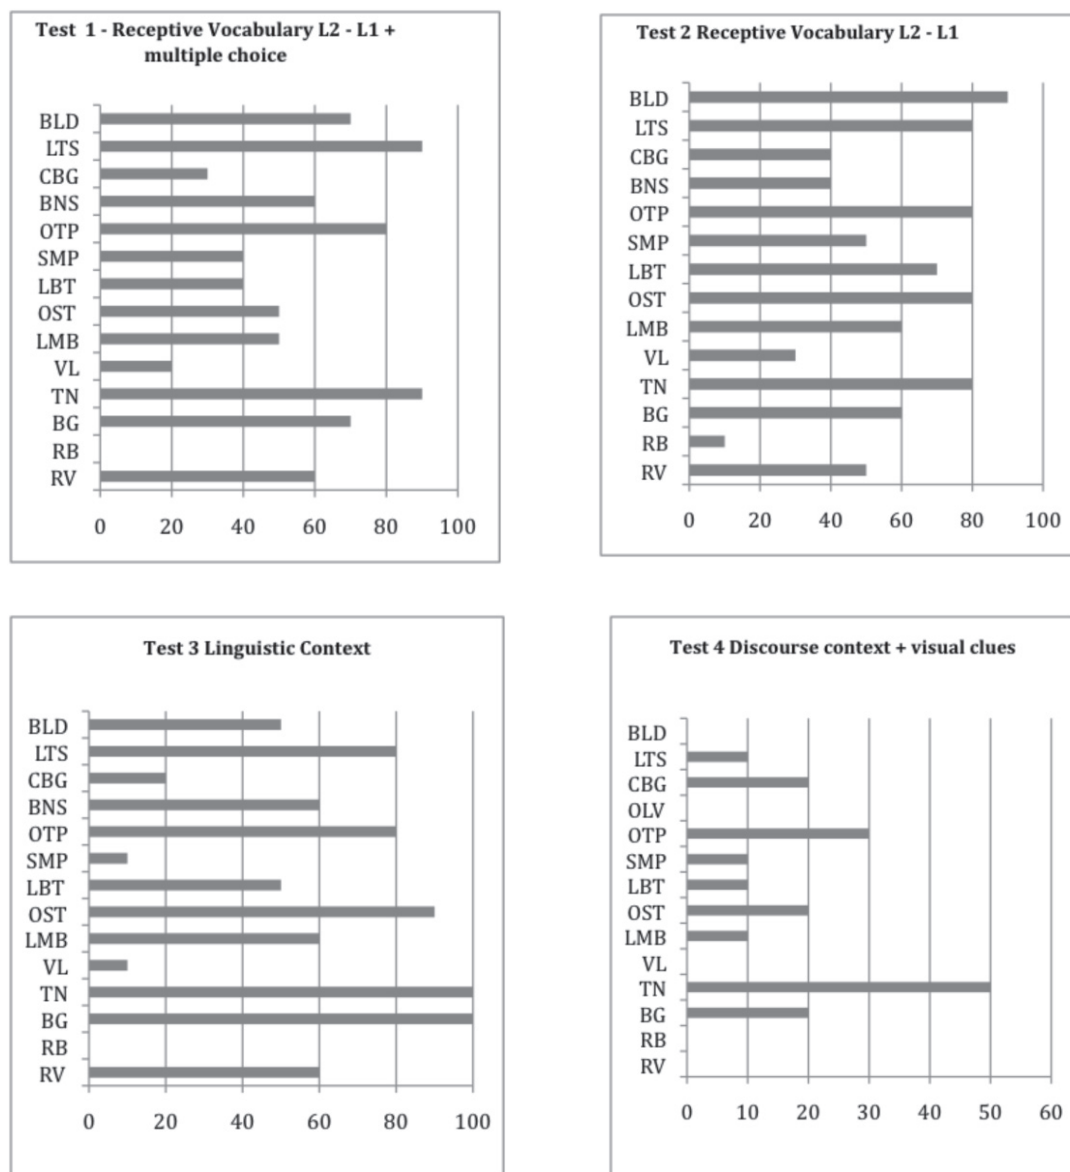 Test 1 - Receptive Vocabulary L2 - L1 +
multiple choice
BLD
LTS
CBG
BNS
OTP
SMP
LBT
OST
LMB
VL
TN
BG
RB
RV
0 20 40 60 80 100
Test 2 Receptive Vocabulary L2 - L1
BLD
LTS
CBG
BNS
OTP
SMP
LBT
OST
LMB
VL
TN
BG
RB
RV
0 20 40 60 80 100
Test 3 Linguistic Context
BLD
LTS
CBG
BNS
OTP
SMP
LBT
OST
LMB
VL
TN
BG
RB
RV
0 20 40 60 80 100
Test 4 Discourse context + visual clues
BLD
LTS
CBG
OLV
OTP
SMP
LBT
OST
LMB
VL
TN
BG
RB
RV
0 10 20 30 40 50 60